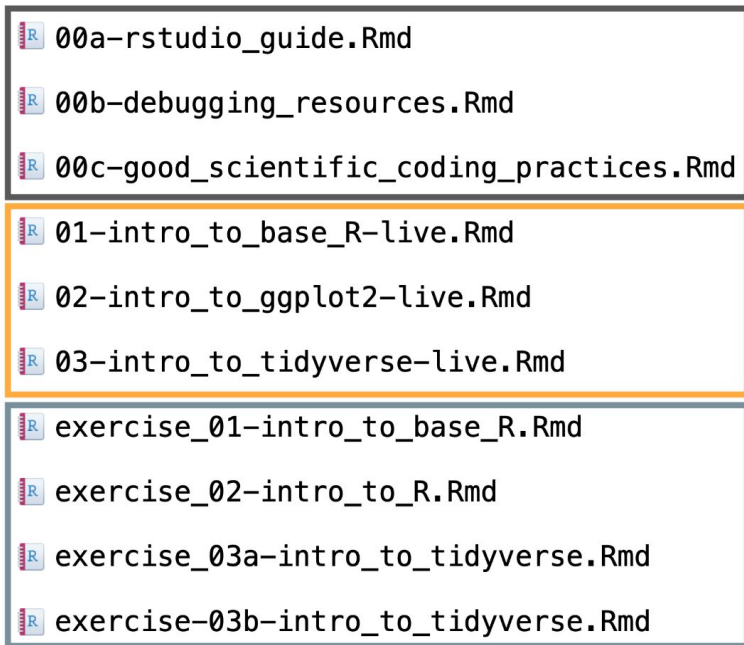 00a-rstudio_guide.Rmd
00b-debugging_resources.Rmd
00c-good_scientific_coding_practices.Rmd
01-intro_to_base_R-live.Rmd
02-intro_to_ggplot2-live.Rmd
03-intro_to_tidyverse-live.Rmd
exercise_01-intro_to_base_R.Rmd
exercise_02-intro_to_R.Rmd
exercise_03a-intro_to_tidyverse.Rmd
exercise-03b-intro_to_tidyverse.Rmd